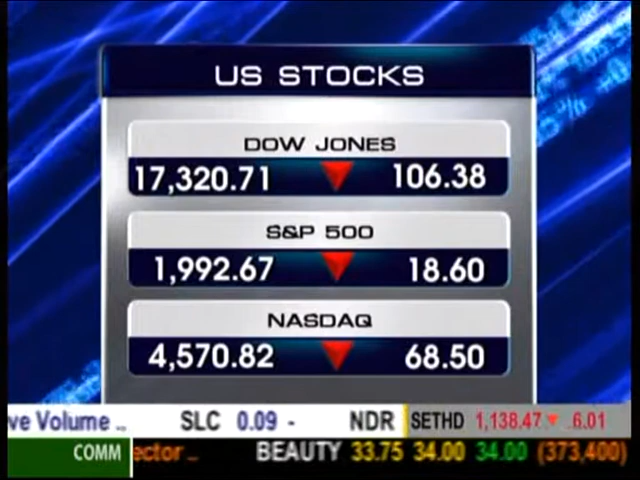 US STOCKS
DOW JONES
17,320.71 ▼ 106.38
S&P 500
1,992.67 ▼ 18.60
NASDAQ
4,570.82 ▼ 68.50
ve Volume .. SLC 0.09 - NDR SETHD 1,138.47 ▼ .6.01
COMM ector .. BEAUTY 33.75 34.00 34.00 (373,400)